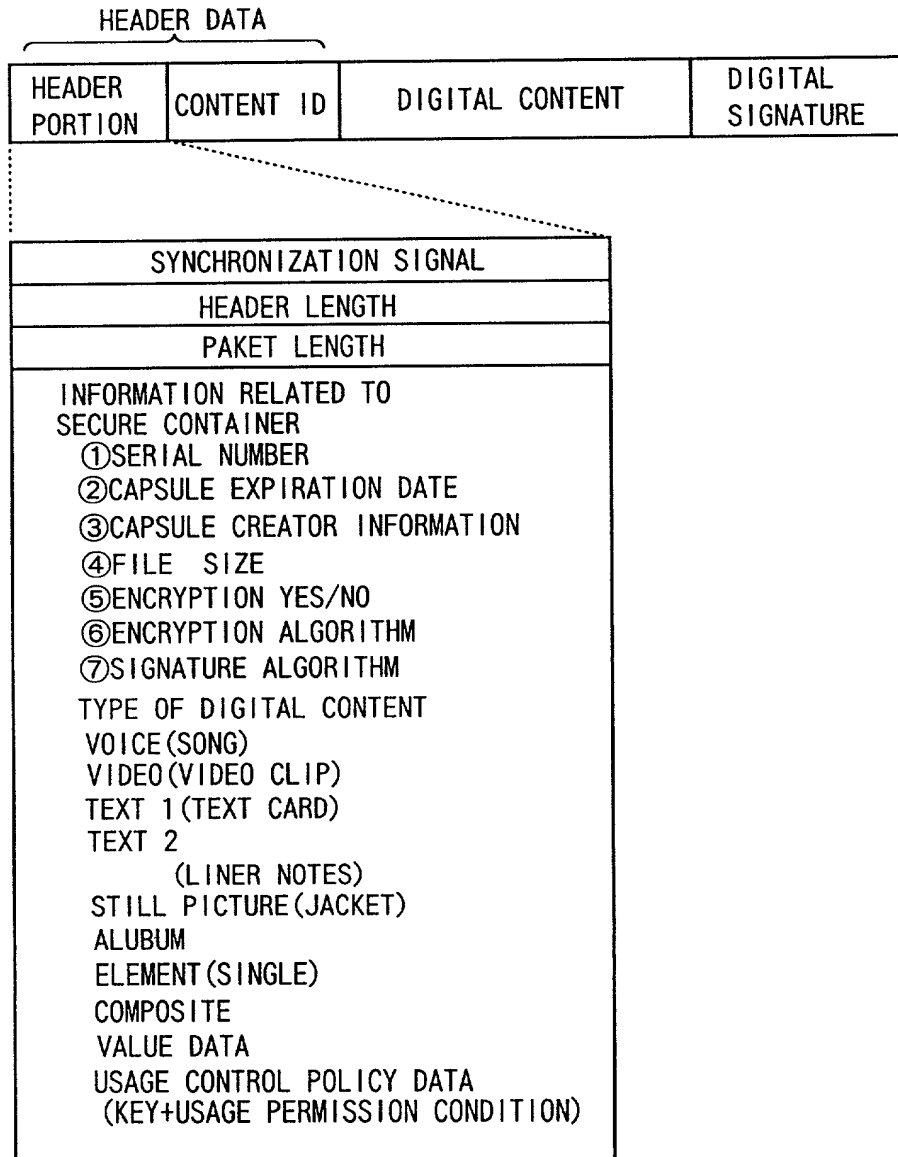 HEADER DATA
HEADER
PORTION
CONTENT ID
DIGITAL CONTENT
DIGITAL
SIGNATURE
SYNCHRONIZATION SIGNAL
HEADER LENGTH
PAKET LENGTH
INFORMATION RELATED TO
SECURE CONTAINER
①SERIAL NUMBER
②CAPSULE EXPIRATION DATE
③CAPSULE CREATOR INFORMATION
④FILE SIZE
⑤ENCRYPTION YES/NO
⑥ENCRYPTION ALGORITHM
⑦SIGNATURE ALGORITHM
TYPE OF DIGITAL CONTENT
VOICE(SONG)
VIDEO(VIDEO CLIP)
TEXT 1(TEXT CARD)
TEXT 2
(LINER NOTES)
STILL PICTURE(JACKET)
ALUBUM
ELEMENT(SINGLE)
COMPOSITE
VALUE DATA
USAGE CONTROL POLICY DATA
(KEY+USAGE PERMISSION CONDITION)